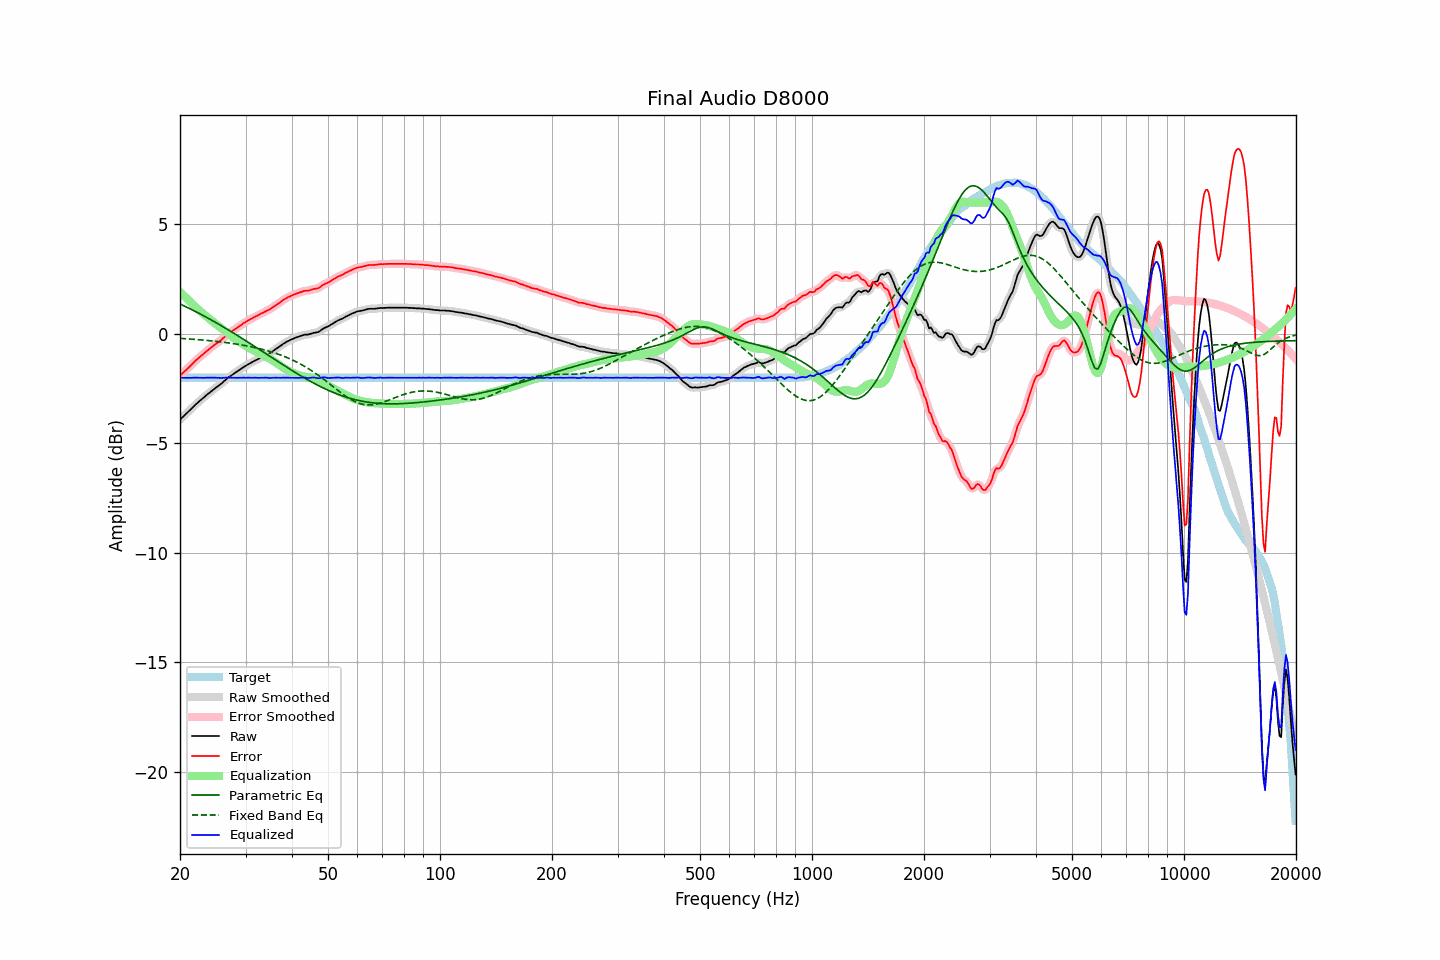 Final Audio D8000
Amplitude (dBr)
5
0
−5
−10
−15
−20
Target
Raw Smoothed
Error Smoothed
Raw
Error
Equalization
Parametric Eq
Fixed Band Eq
Equalized
20 50 100 200 500 1000 2000 5000 10000 20000
Frequency (Hz)